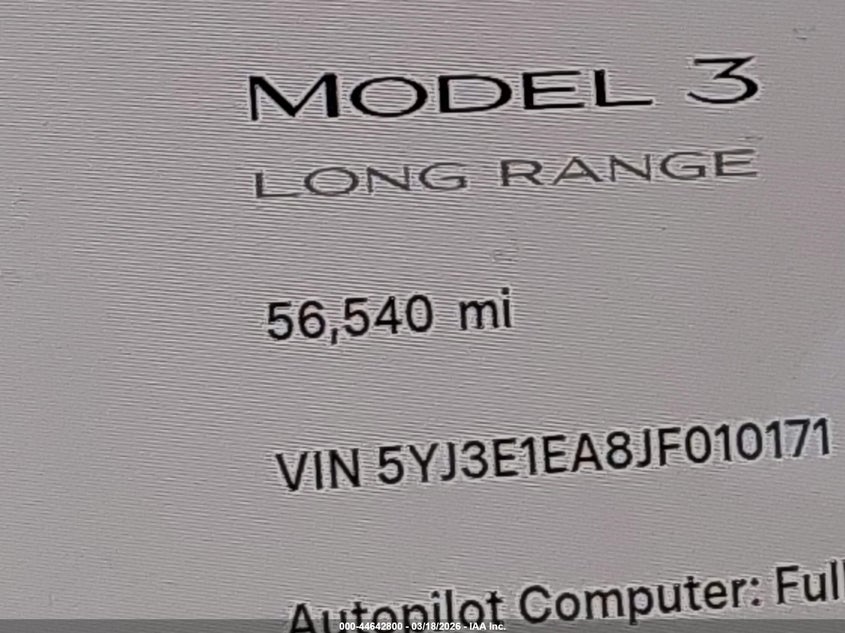 MODEL 3
LONG RANGE
56,540 mi
VIN 5YJ3E1EA8JF010171
Autopilot Computer: Full
000-44642800 - 03/18/2026 - IAA Inc.